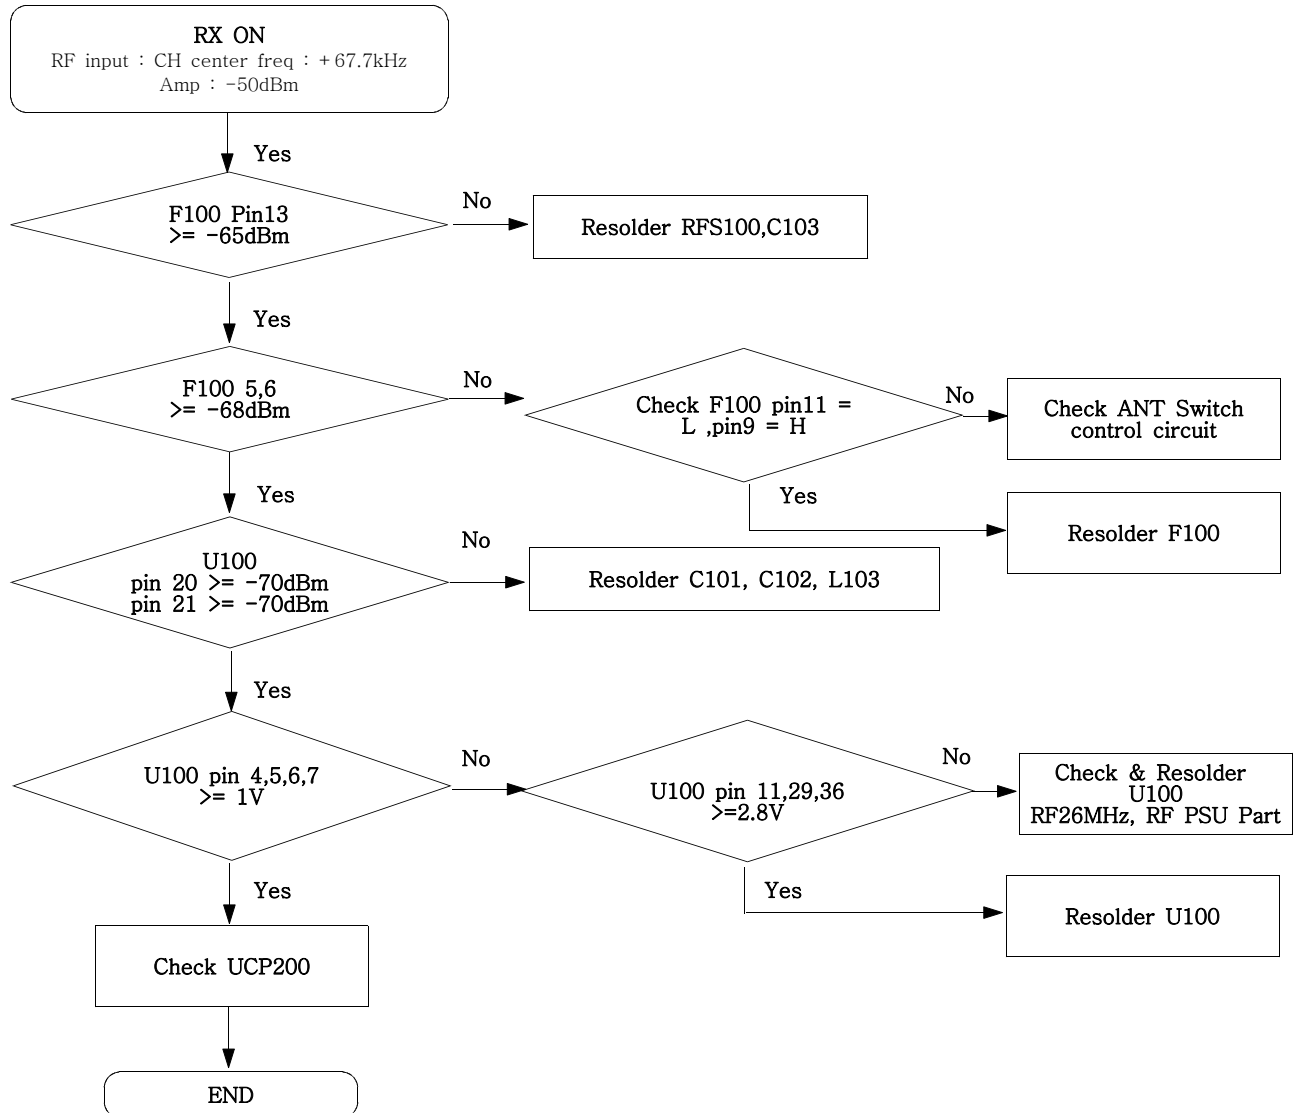 RX ON
RF input : CH center freq : +67.7kHz
Amp : -50dBm
Yes
F100 Pin13
>= -65dBm
No
Resolder RFS100,C103
Yes
F100 5,6
>= -68dBm
No
Check F100 pin11 =
L ,pin9 = H
No
Check ANT Switch
control circuit
Yes
Resolder F100
Yes
U100
pin 20 >= -70dBm
pin 21 >= -70dBm
No
Resolder C101, C102, L103
Yes
U100 pin 4,5,6,7
>= 1V
No
U100 pin 11,29,36
>=2.8V
No
Check & Resolder
U100
RF26MHz, RF PSU Part
Yes
Resolder U100
Yes
Check UCP200
END